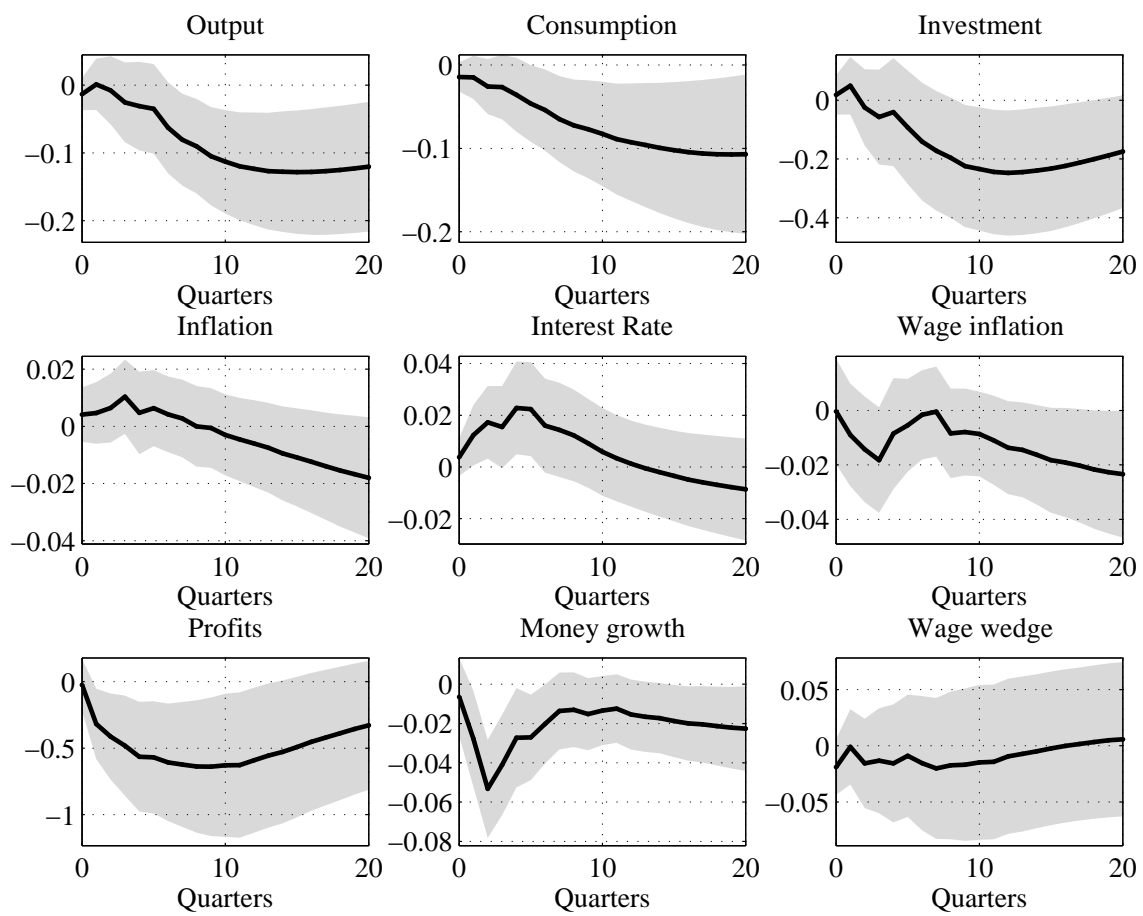 Output Consumption Investment
0 0 0
−0.1 −0.1 −0.2
−0.2 −0.2 −0.4
0 10 20 0 10 20 0 10 20
Quarters Quarters Quarters
Inflation Interest Rate Wage inflation
0.02 0.04 0
0 0.02 −0.02
−0.02 0 −0.04
−0.04 −0.02
0 10 20 0 10 20 0 10 20
Quarters Quarters Quarters
Profits Money growth Wage wedge
0 0 0.05
−0.5 −0.02 0
−1 −0.04 −0.05
−0.06
−0.08
0 10 20 0 10 20 0 10 20
Quarters Quarters Quarters